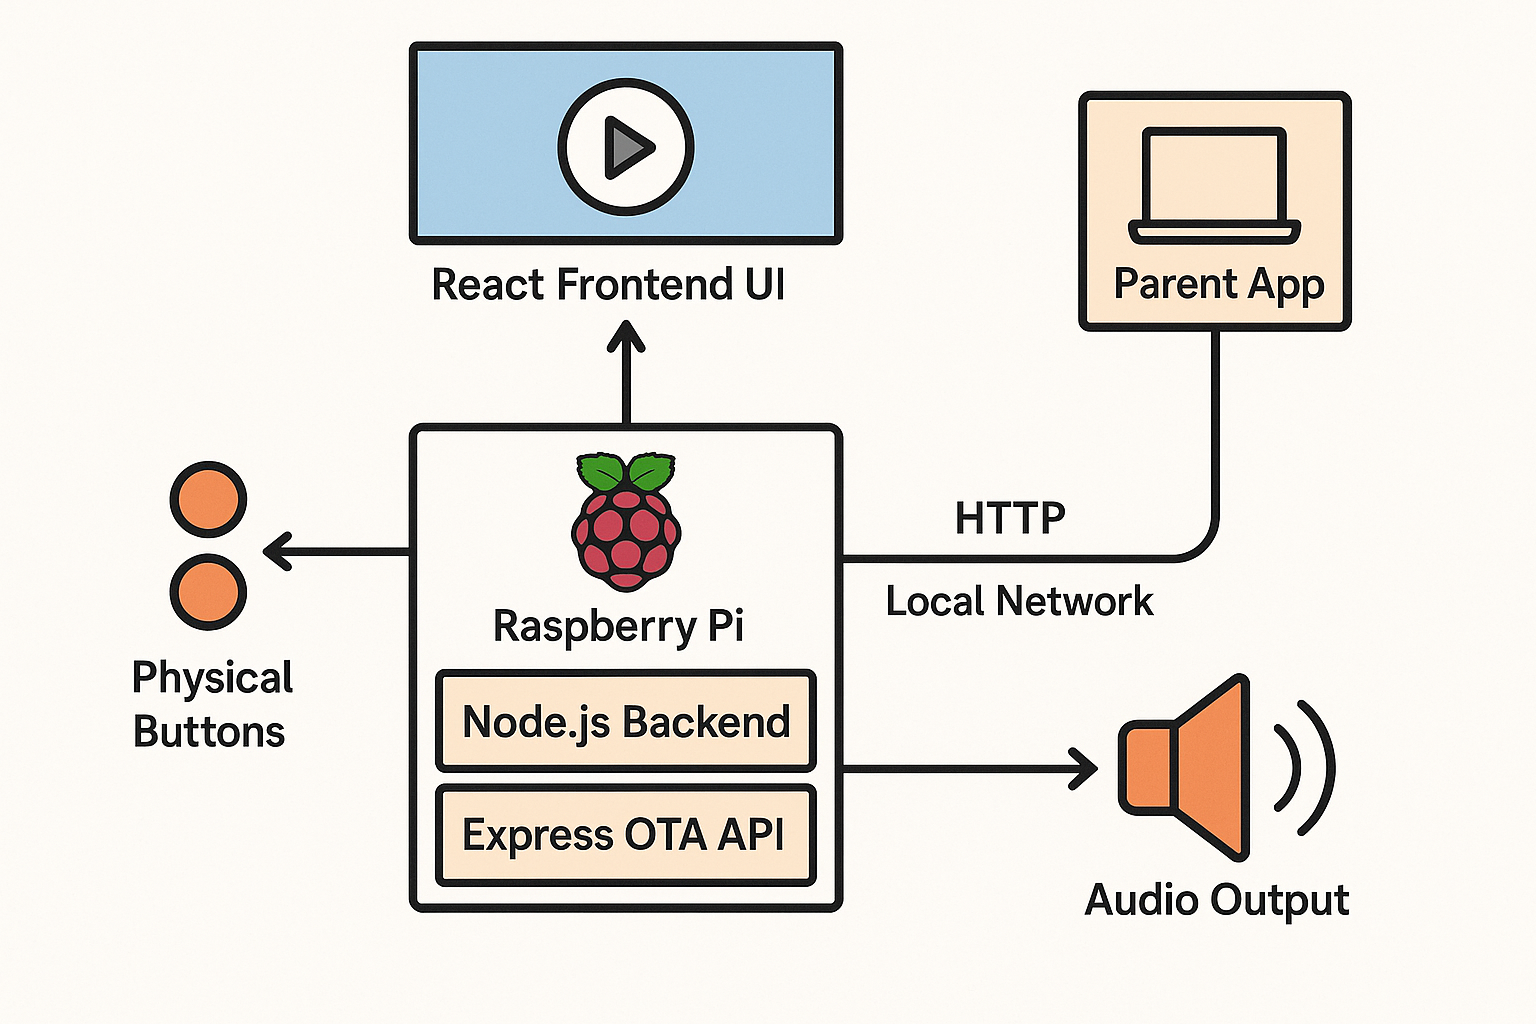 React Frontend UI
Parent App
HTTP
Local Network
Raspberry Pi
Physical
Buttons
Node.js Backend
Express OTA API
Audio Output